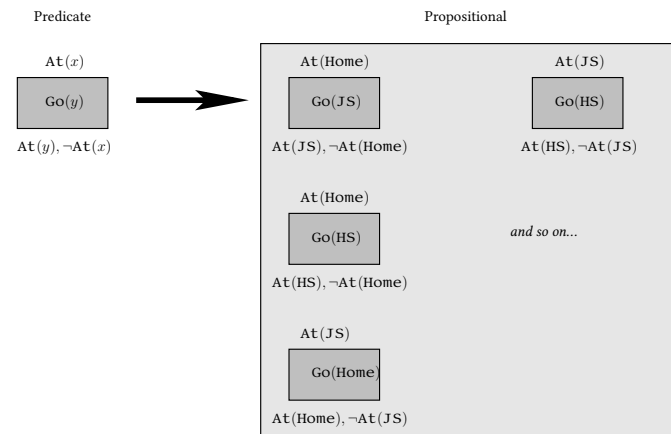 Predicate
Propositional
At(x)
Go(y)
At(y), ¬At(x)
At(Home)
Go(JS)
At(JS), ¬At(Home)
At(JS)
Go(HS)
At(HS), ¬At(JS)
At(Home)
Go(HS)
At(HS), ¬At(Home)
and so on...
At(JS)
Go(Home)
At(Home), ¬At(JS)